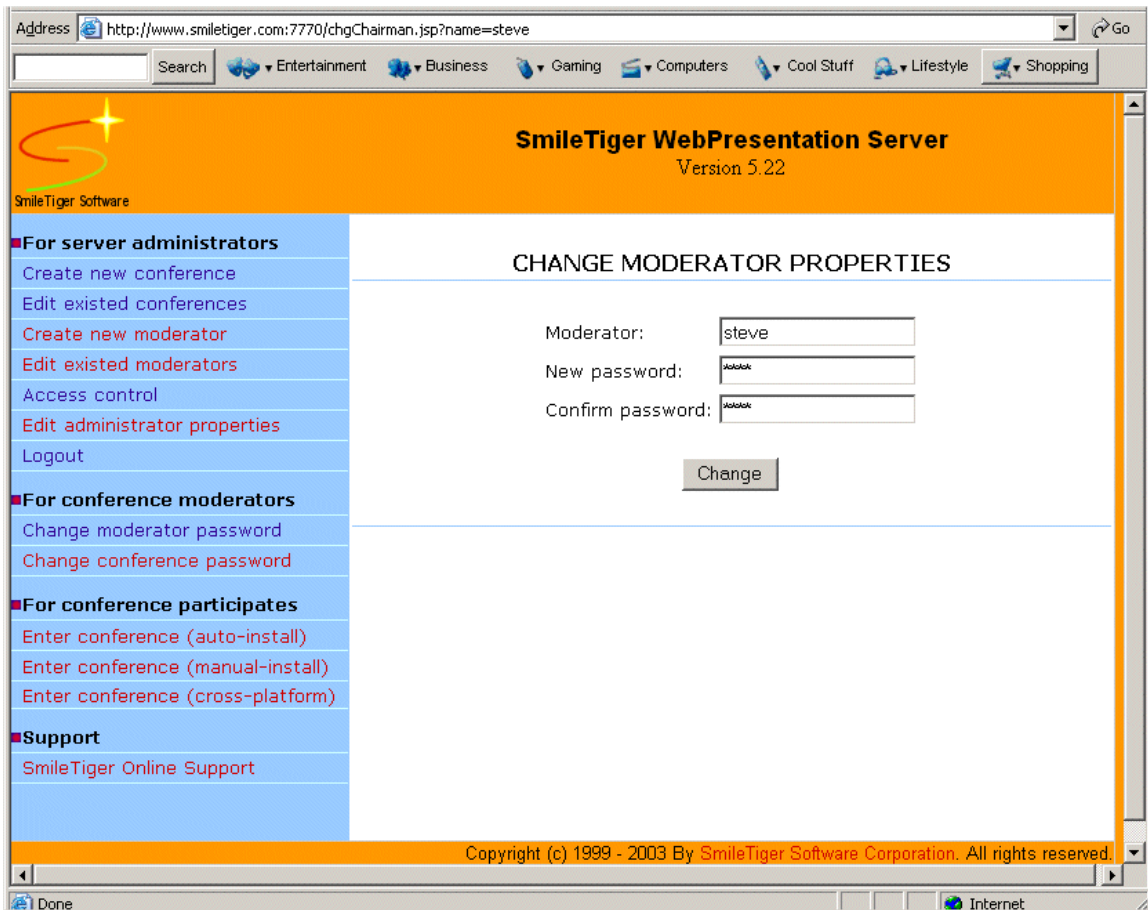 Address http://www.smiletiger.com:7770/chgChairman.jsp?name=steve Go
Search Entertainment Business Gaming Computers Cool Stuff Lifestyle Shopping
SmileTiger Software
SmileTiger WebPresentation Server
Version 5.22
For server administrators
Create new conference
Edit existed conferences
Create new moderator
Edit existed moderators
Access control
Edit administrator properties
Logout
For conference moderators
Change moderator password
Change conference password
For conference participates
Enter conference (auto-install)
Enter conference (manual-install)
Enter conference (cross-platform)
Support
SmileTiger Online Support
CHANGE MODERATOR PROPERTIES
Moderator: steve
New password: *****
Confirm password: *****
Change
Copyright (c) 1999 - 2003 By SmileTiger Software Corporation. All rights reserved.
Done Internet